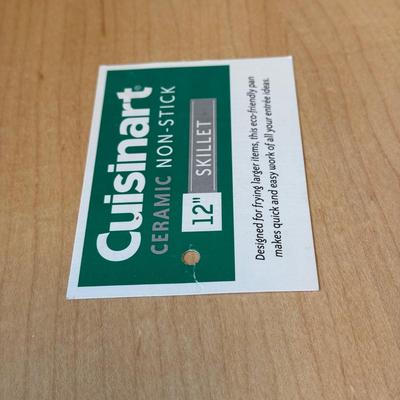 Cuisinart®
CERAMIC NON-STICK
12" SKILLET
Designed for frying larger items, this eco-friendly pan
makes quick and easy work of all your entrée ideas.